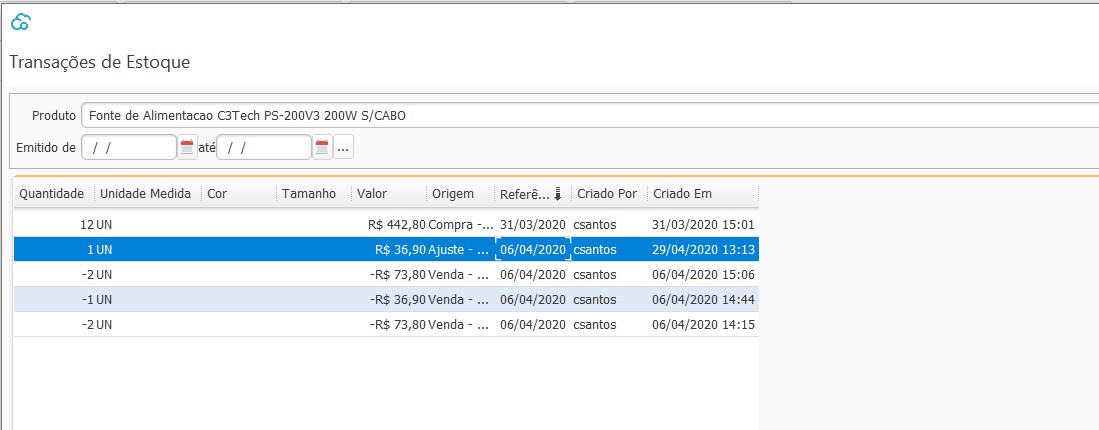 Transações de Estoque
Produto Fonte de Alimentacao C3Tech PS-200V3 200W S/CABO
Emitido de / / até / / ...
Quantidade Unidade Medida Cor Tamanho Valor Origem Referê... Criado Por Criado Em
12 UN R$ 442,80 Compra -... 31/03/2020 csantos 31/03/2020 15:01
1 UN R$ 36,90 Ajuste - ... 06/04/2020 csantos 29/04/2020 13:13
-2 UN -R$ 73,80 Venda - ... 06/04/2020 csantos 06/04/2020 15:06
-1 UN -R$ 36,90 Venda - ... 06/04/2020 csantos 06/04/2020 14:44
-2 UN -R$ 73,80 Venda - ... 06/04/2020 csantos 06/04/2020 14:15